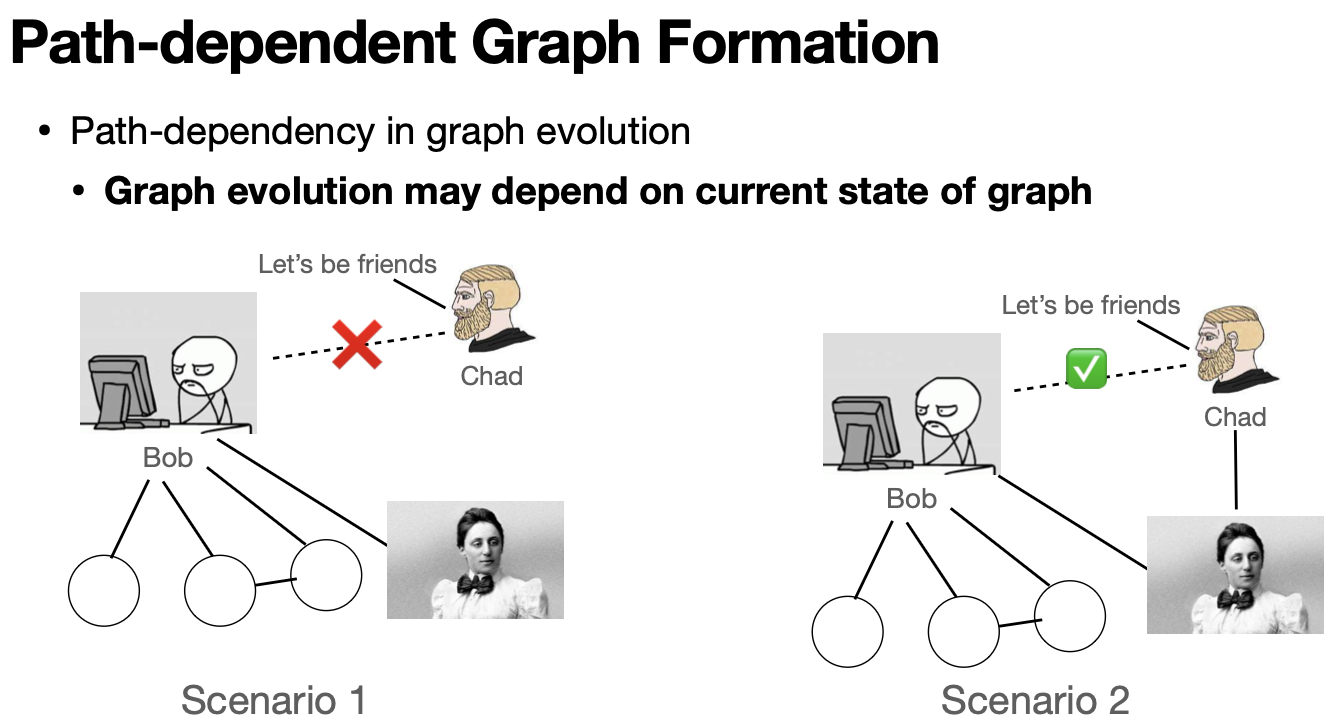 Path-dependent Graph Formation
• Path-dependency in graph evolution
• Graph evolution may depend on current state of graph
Let’s be friends
Chad
Bob
Scenario 1
Let’s be friends
Chad
Bob
Scenario 2